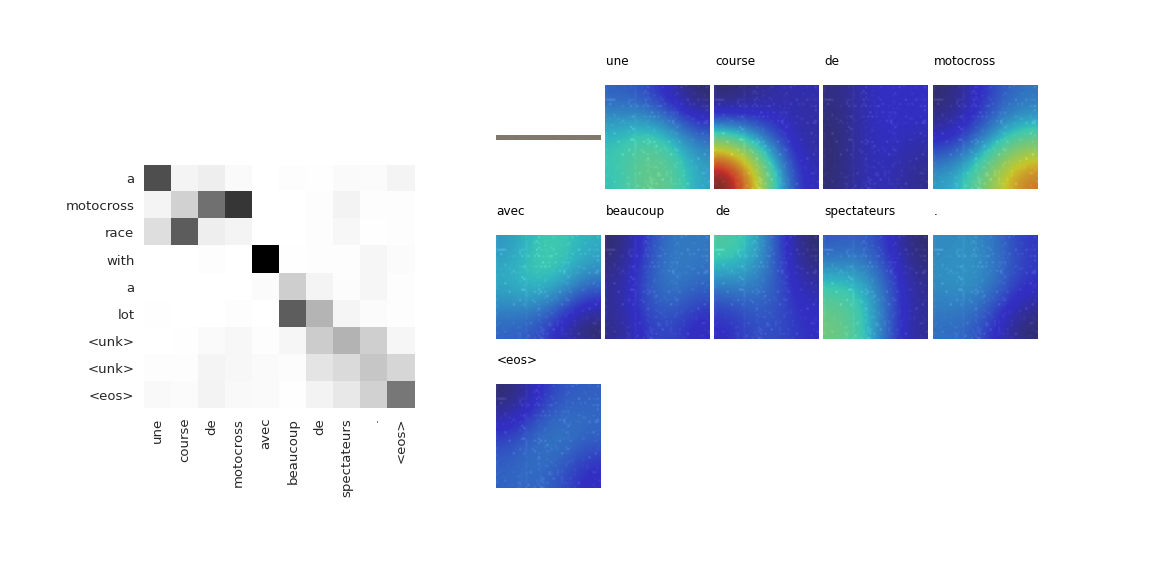 a
motocross
race
with
a
lot
<unk>
<unk>
<eos>
une
course
de
motocross
avec
beaucoup
de
spectateurs
.
<eos>
une course de motocross
avec beaucoup de spectateurs .
<eos>